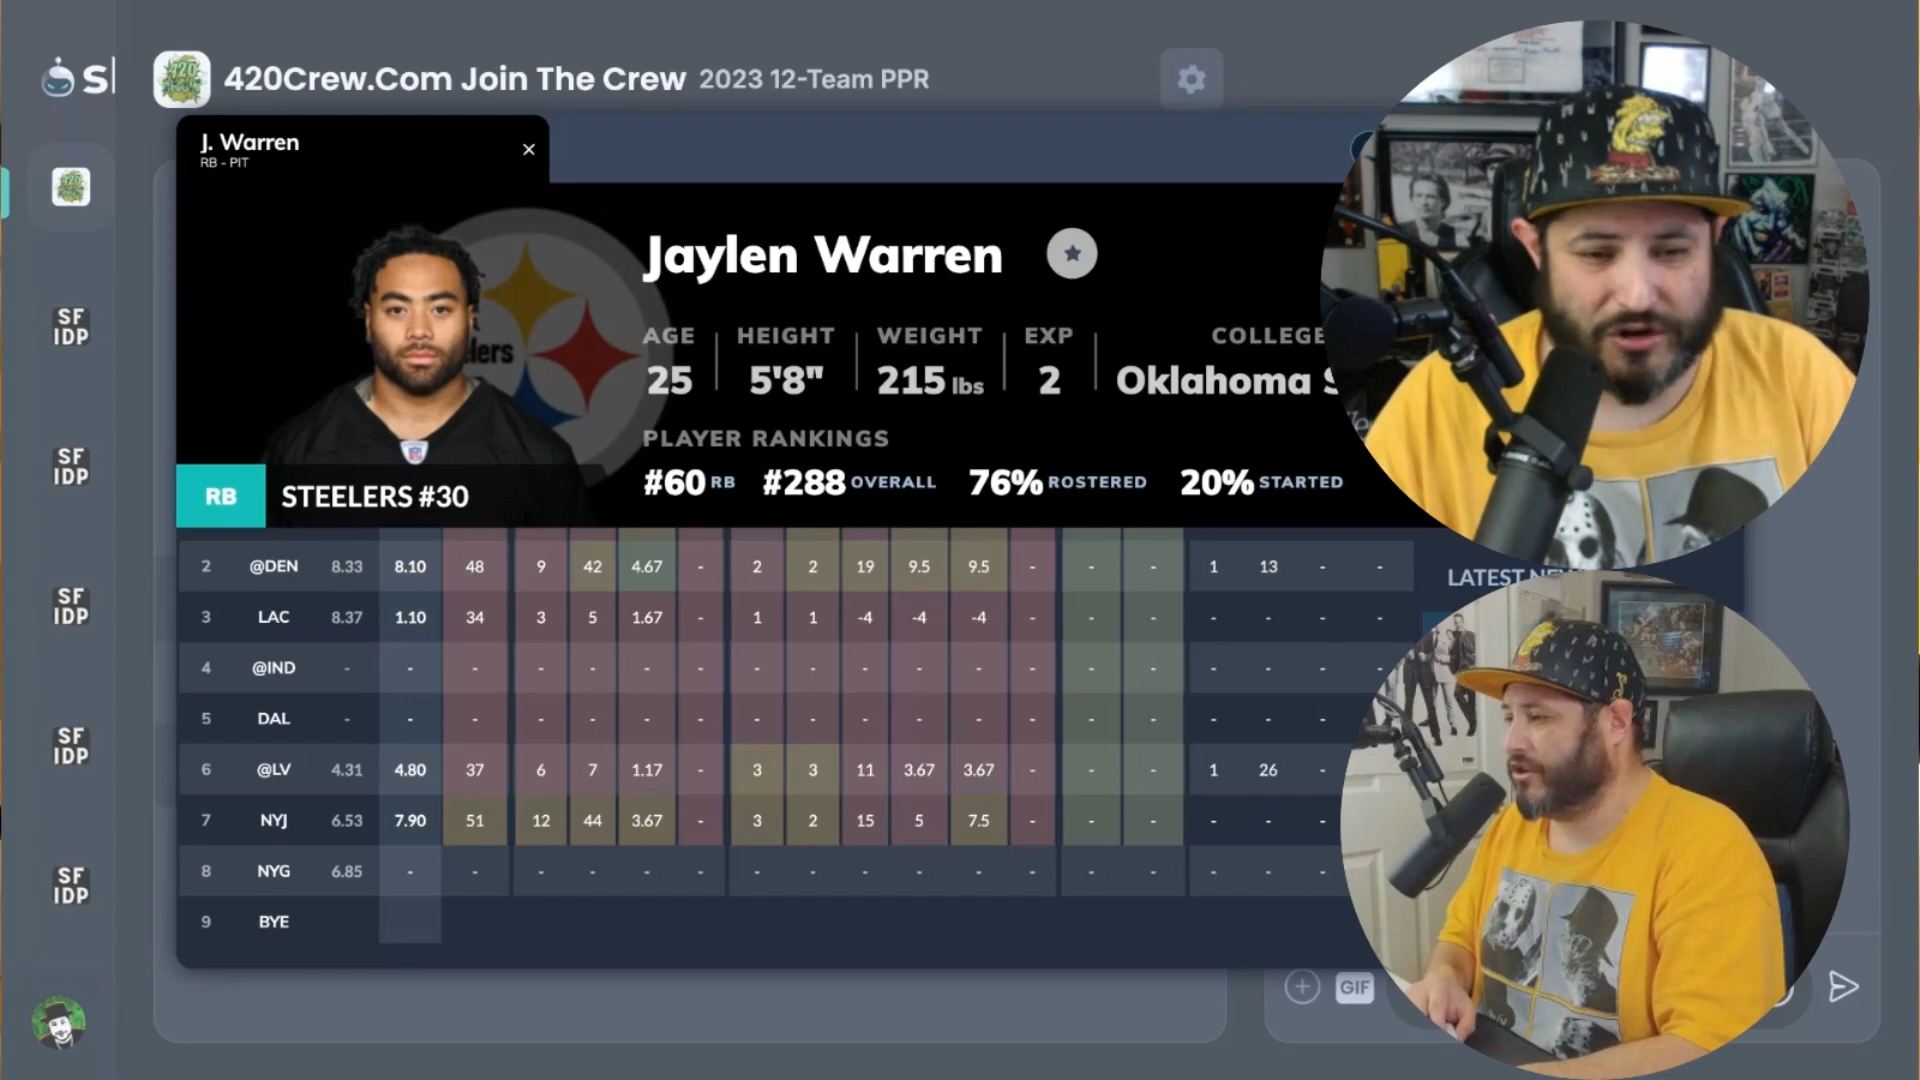 sl
420Crew.Com Join The Crew 2023 12-Team PPR
J. Warren
RB - PIT
Jaylen Warren
AGE HEIGHT WEIGHT EXP COLLEGE
25 5'8" 215 lbs 2 Oklahoma S
PLAYER RANKINGS
#60 RB #288 OVERALL 76% ROSTERED 20% STARTED
RB STEELERS #30
2 @DEN 8.33 8.10 48 9 42 4.67 - 2 2 19 9.5 9.5 - - - 1 13 - -
3 LAC 8.37 1.10 34 3 5 1.67 - 1 1 -4 -4 -4 - - - - - - -
4 @IND - - - - - - - - - - - - - - - - - - -
5 DAL - - - - - - - - - - - - - - - - - - -
6 @LV 4.31 4.80 37 6 7 1.17 - 3 3 11 3.67 3.67 - - - 1 26 -
7 NYJ 6.53 7.90 51 12 44 3.67 - 3 2 15 5 7.5 - - - - - -
8 NYG 6.85 - - - - - - - - - - - - - - - - -
9 BYE
LATEST
SF
IDP
SF
IDP
SF
IDP
SF
IDP
SF
IDP
GIF